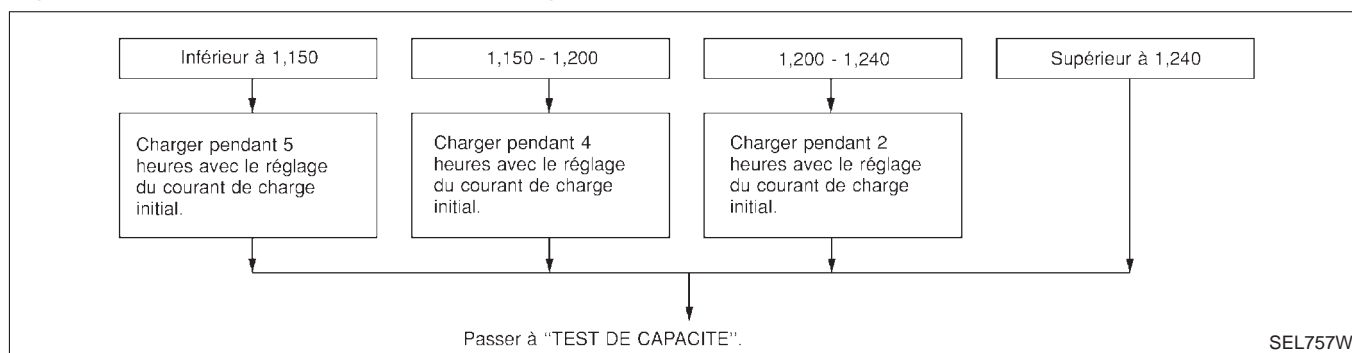 Inférieur à 1,150
1,150 - 1,200
1,200 - 1,240
Supérieur à 1,240
Charger pendant 5
heures avec le réglage
du courant de charge
initial.
Charger pendant 4
heures avec le réglage
du courant de charge
initial.
Charger pendant 2
heures avec le réglage
du courant de charge
initial.
Passer à "TEST DE CAPACITE".
SEL757W